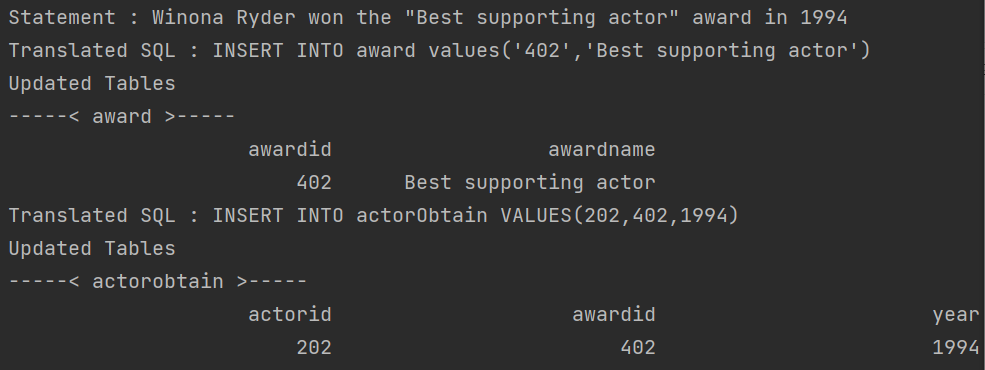 Statement : Winona Ryder won the "Best supporting actor" award in 1994
Translated SQL : INSERT INTO award values('402','Best supporting actor')
Updated Tables
-----< award >-----
awardid awardname
402 Best supporting actor
Translated SQL : INSERT INTO actorObtain VALUES(202,402,1994)
Updated Tables
-----< actorobtain >-----
actorid awardid year
202 402 1994